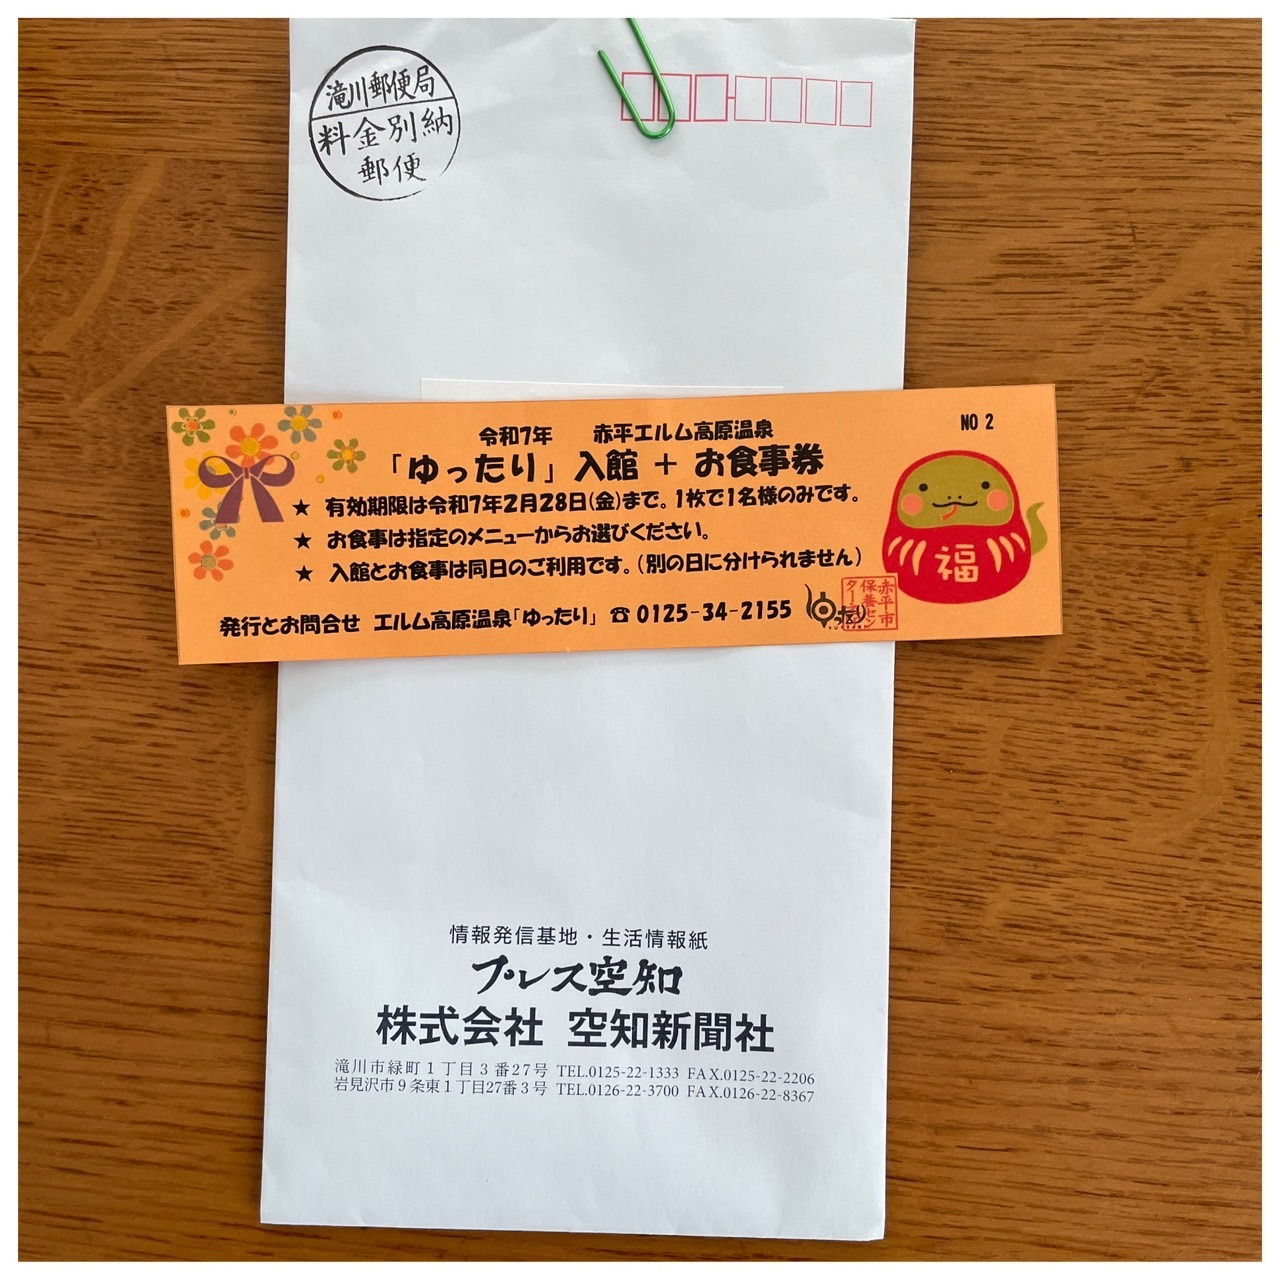 滝川郵便局
料金別納
郵便
令和7年 赤平エルム高原温泉
NO 2
「ゆったり」入館 + お食事券
★ 有効期限は令和7年2月28日(金)まで。1枚で1名様のみです。
★ お食事は指定のメニューからお選びください。
★ 入館とお食事は同日のご利用です。(別の日に分けられません)
福
発行とお問合せ エルム高原温泉「ゆったり」 ☎ 0125-34-2155
ゆったり
赤平市
保養セン
情報発信基地・生活情報紙
プレス空知
株式会社 空知新聞社
滝川市緑町1丁目3番27号 TEL.0125-22-1333 FAX.0125-22-2206
岩見沢市9条東1丁目27番3号 TEL.0126-22-3700 FAX.0126-22-8367